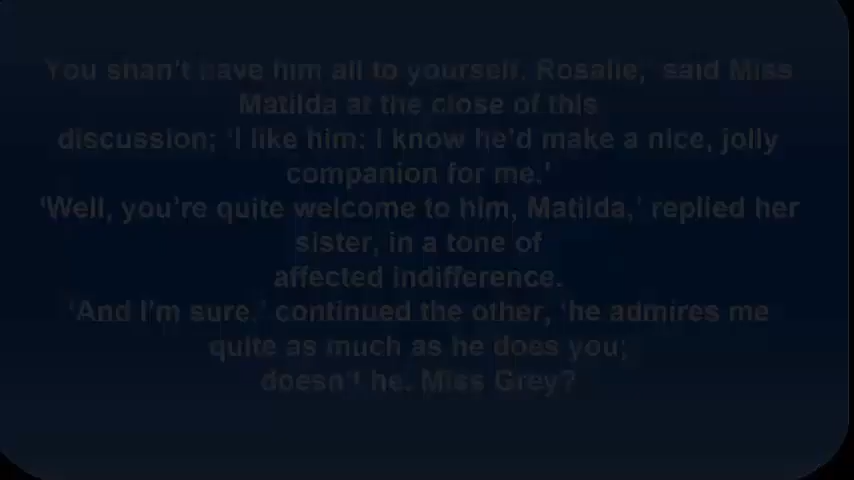 You shan't have him all to yourself, Rosalie,' said Miss
Matilda at the close of this
discussion; 'I like him: I know he'd make a nice, jolly
companion for me.'
'Well, you're quite welcome to him, Matilda,' replied her
sister, in a tone of
affected indifference.
'And I'm sure,' continued the other, 'he admires me
quite as much as he does you;
doesn't he, Miss Grey?